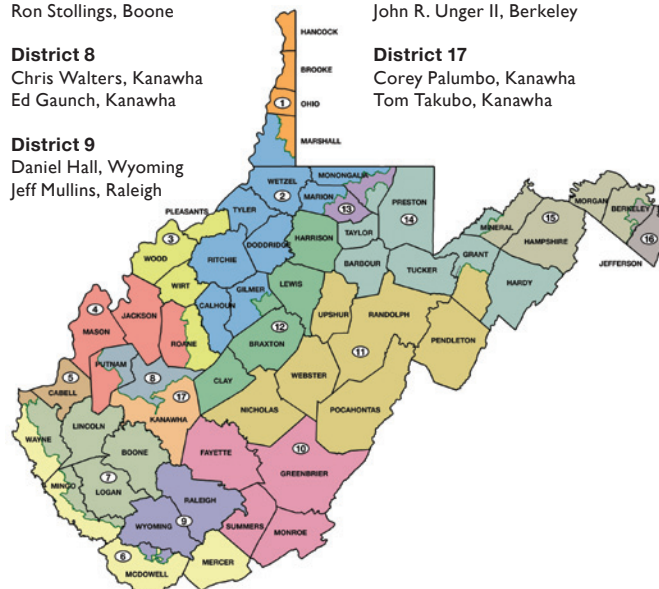 Ron Stollings, Boone
District 8
Chris Walters, Kanawha
Ed Gaunch, Kanawha
District 9
Daniel Hall, Wyoming
Jeff Mullins, Raleigh
John R. Unger II, Berkeley
District 17
Corey Palumbo, Kanawha
Tom Takubo, Kanawha
HANCOCK
BROOKE
1
OHIO
MARSHALL
WETZEL
2
MONONGALIA
MARION
13
PRESTON
14
MORGAN
BERKELEY
15
16
PLEASANTS
TYLER
DODDRIDGE
HARRISON
TAYLOR
MINERAL
HAMPSHIRE
JEFFERSON
3
WOOD
RITCHIE
BARBOUR
TUCKER
GRANT
HARDY
WIRT
CALHOUN
GILMER
LEWIS
UPSHUR
RANDOLPH
PENDLETON
4
MASON
JACKSON
ROANE
12
BRAXTON
11
PUTNAM
8
CLAY
WEBSTER
5
CABELL
17
KANAWHA
NICHOLAS
POCAHONTAS
WAYNE
LINCOLN
BOONE
FAYETTE
10
GREENBRIER
MINGO
7
LOGAN
RALEIGH
WYOMING
9
SUMMERS
MONROE
6
MCDOWELL
MERCER